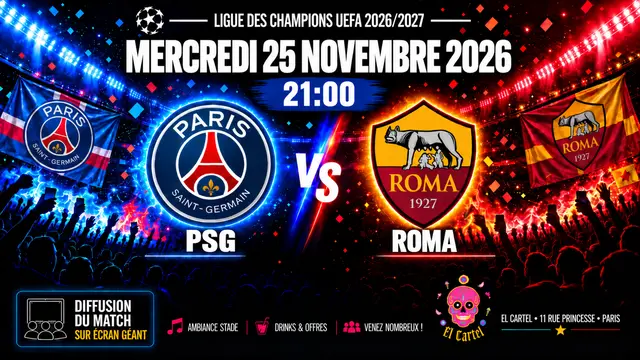 LIGUE DES CHAMPIONS UEFA 2026/2027
MERCREDI 25 NOVEMBRE 2026
21:00
PARIS
SAINT-GERMAIN
PARIS
SAINT-GERMAIN
VS
ROMA
1927
ROMA
1927
PSG
ROMA
DIFFUSION
DU MATCH
SUR ÉCRAN GÉANT
AMBIANCE STADE
DRINKS & OFFRES
VENEZ NOMBREUX !
El Cartel
EL CARTEL • 11 RUE PRINCESSE • PARIS